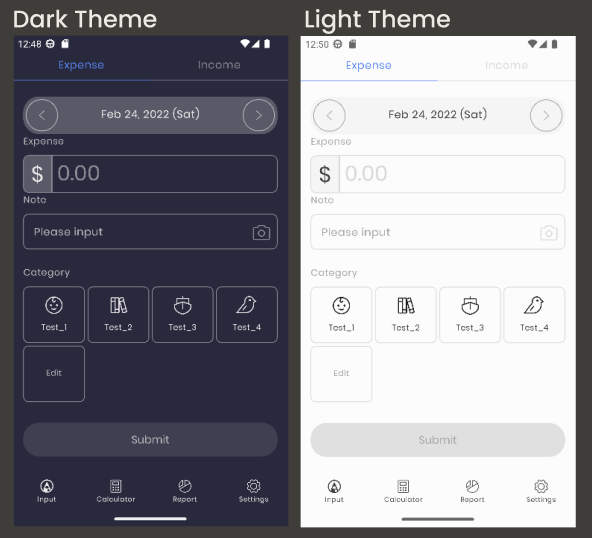 Dark Theme
12:48
Expense Income
Feb 24, 2022 (Sat)
Expense
$ 0.00
Note
Please input
Category
Test_1 Test_2 Test_3 Test_4
Edit
Submit
Input Calculator Report Settings
Light Theme
12:50
Expense Income
Feb 24, 2022 (Sat)
Expense
$ 0.00
Note
Please input
Category
Test_1 Test_2 Test_3 Test_4
Edit
Submit
Input Calculator Report Settings